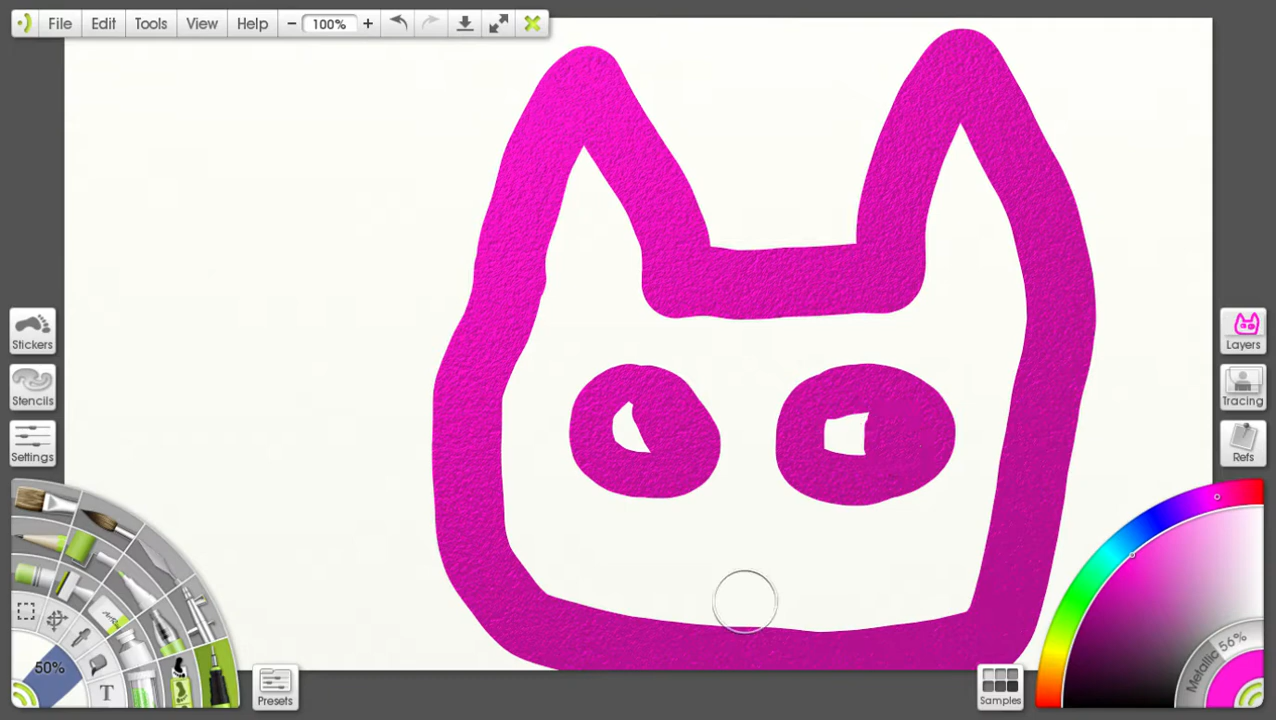 File Edit Tools View Help − 100% +
Stickers
Stencils
Settings
Layers
Tracing
Refs
50%
T
Presets
Samples
Metallic 56%